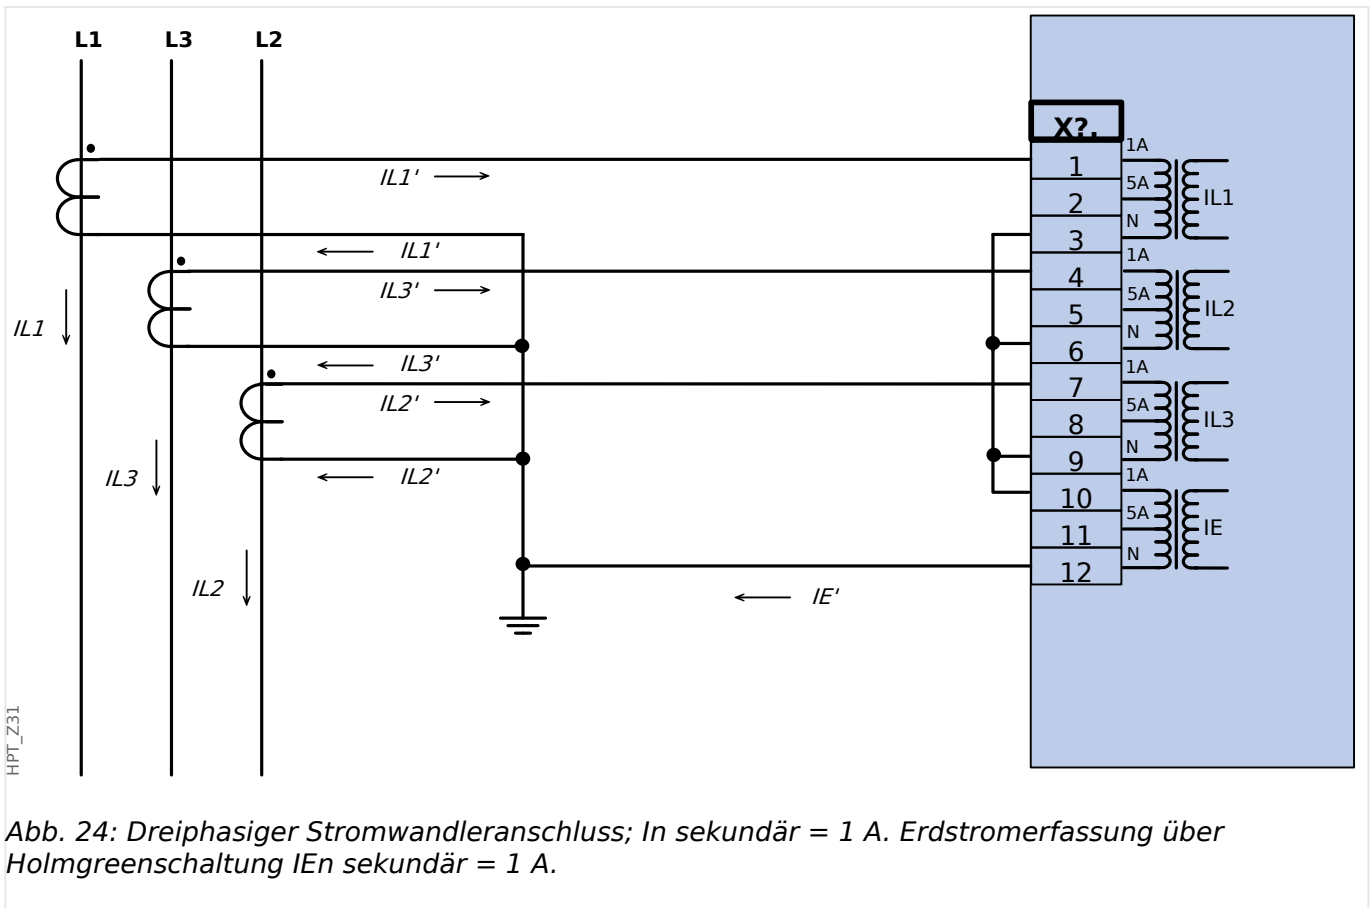 L1 L3 L2
X?.
1 1A
5A IL1
2
N
3
1A
4
5A IL2
5
N
6
1A
7
5A IL3
8
N
9
1A
10
5A IE
11
N
12
IL1'
IL1'
IL3'
IL1
IL3'
IL2'
IL3
IL2'
IL2
IE'
HPT_Z31
Abb. 24: Dreiphasiger Stromwandleranschluss; In sekundär = 1 A. Erdstromerfassung über
Holmgreenschaltung IEn sekundär = 1 A.